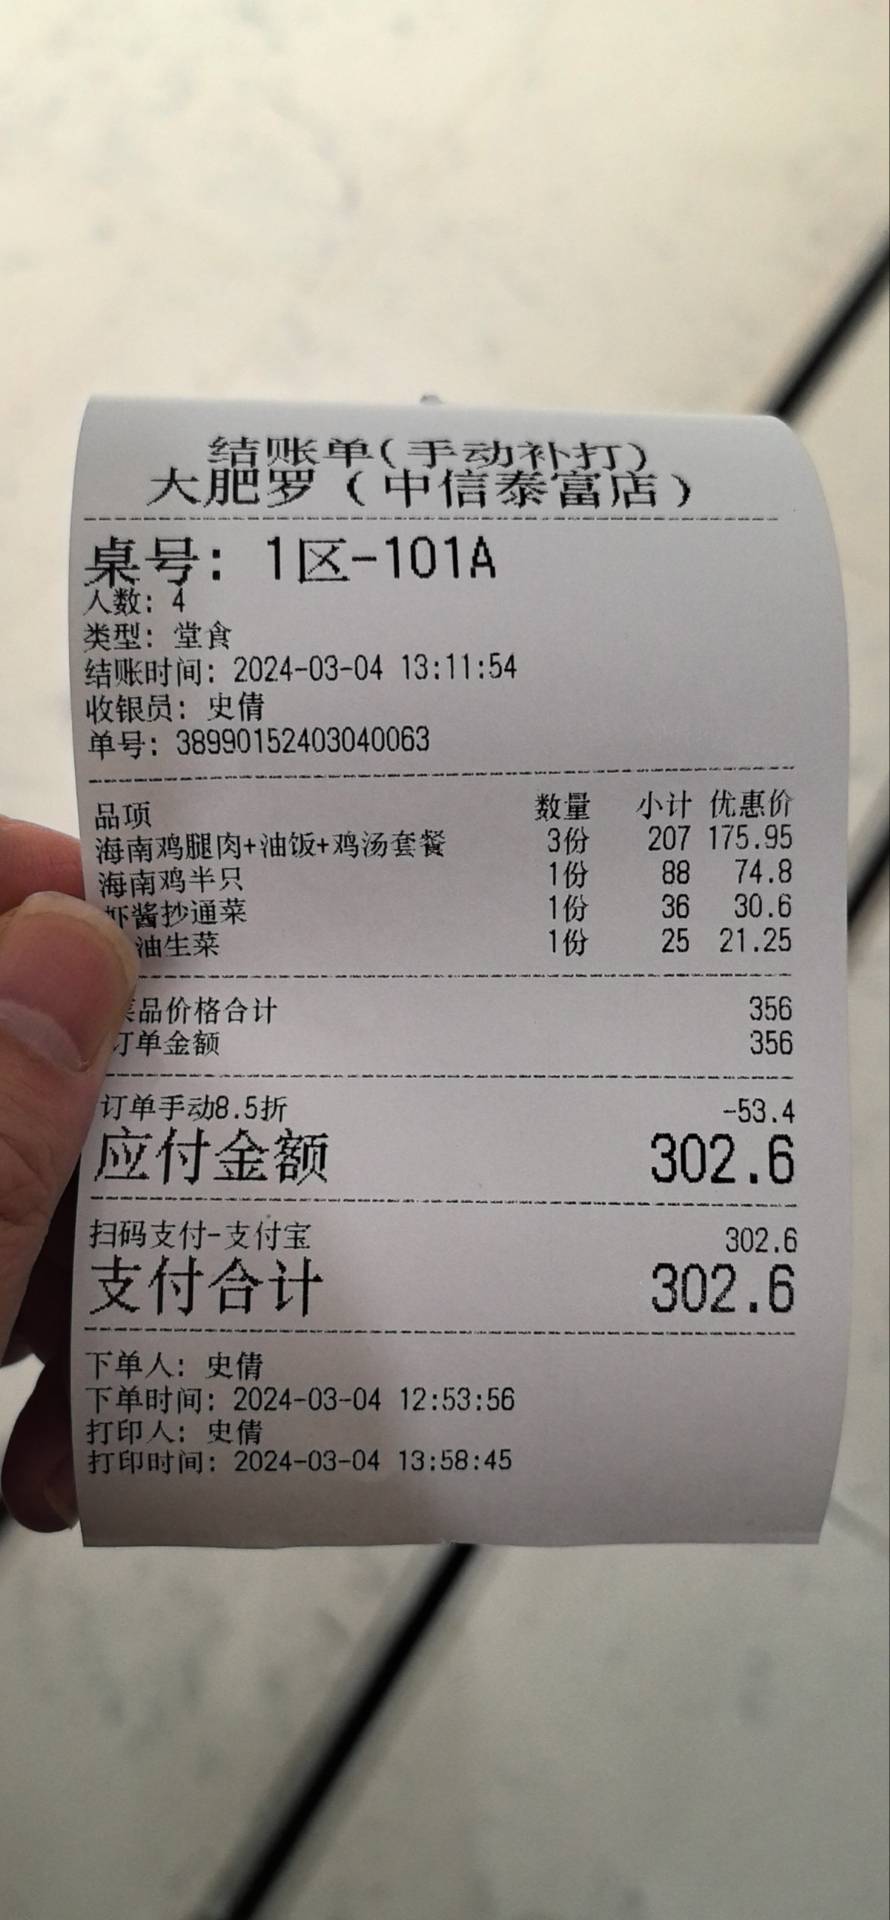 结账单(手动补打)
大肥罗（中信泰富店）
桌号: 1区-101A
人数: 4
类型: 堂食
结账时间: 2024-03-04 13:11:54
收银员: 史倩
单号: 38990152403040063
品项 数量 小计 优惠价
海南鸡腿肉+油饭+鸡汤套餐 3份 207 175.95
海南鸡半只 1份 88 74.8
虾酱抄通菜 1份 36 30.6
油生菜 1份 25 21.25
菜品价格合计 356
订单金额 356
订单手动8.5折 -53.4
应付金额 302.6
扫码支付-支付宝 302.6
支付合计 302.6
下单人: 史倩
下单时间: 2024-03-04 12:53:56
打印人: 史倩
打印时间: 2024-03-04 13:58:45